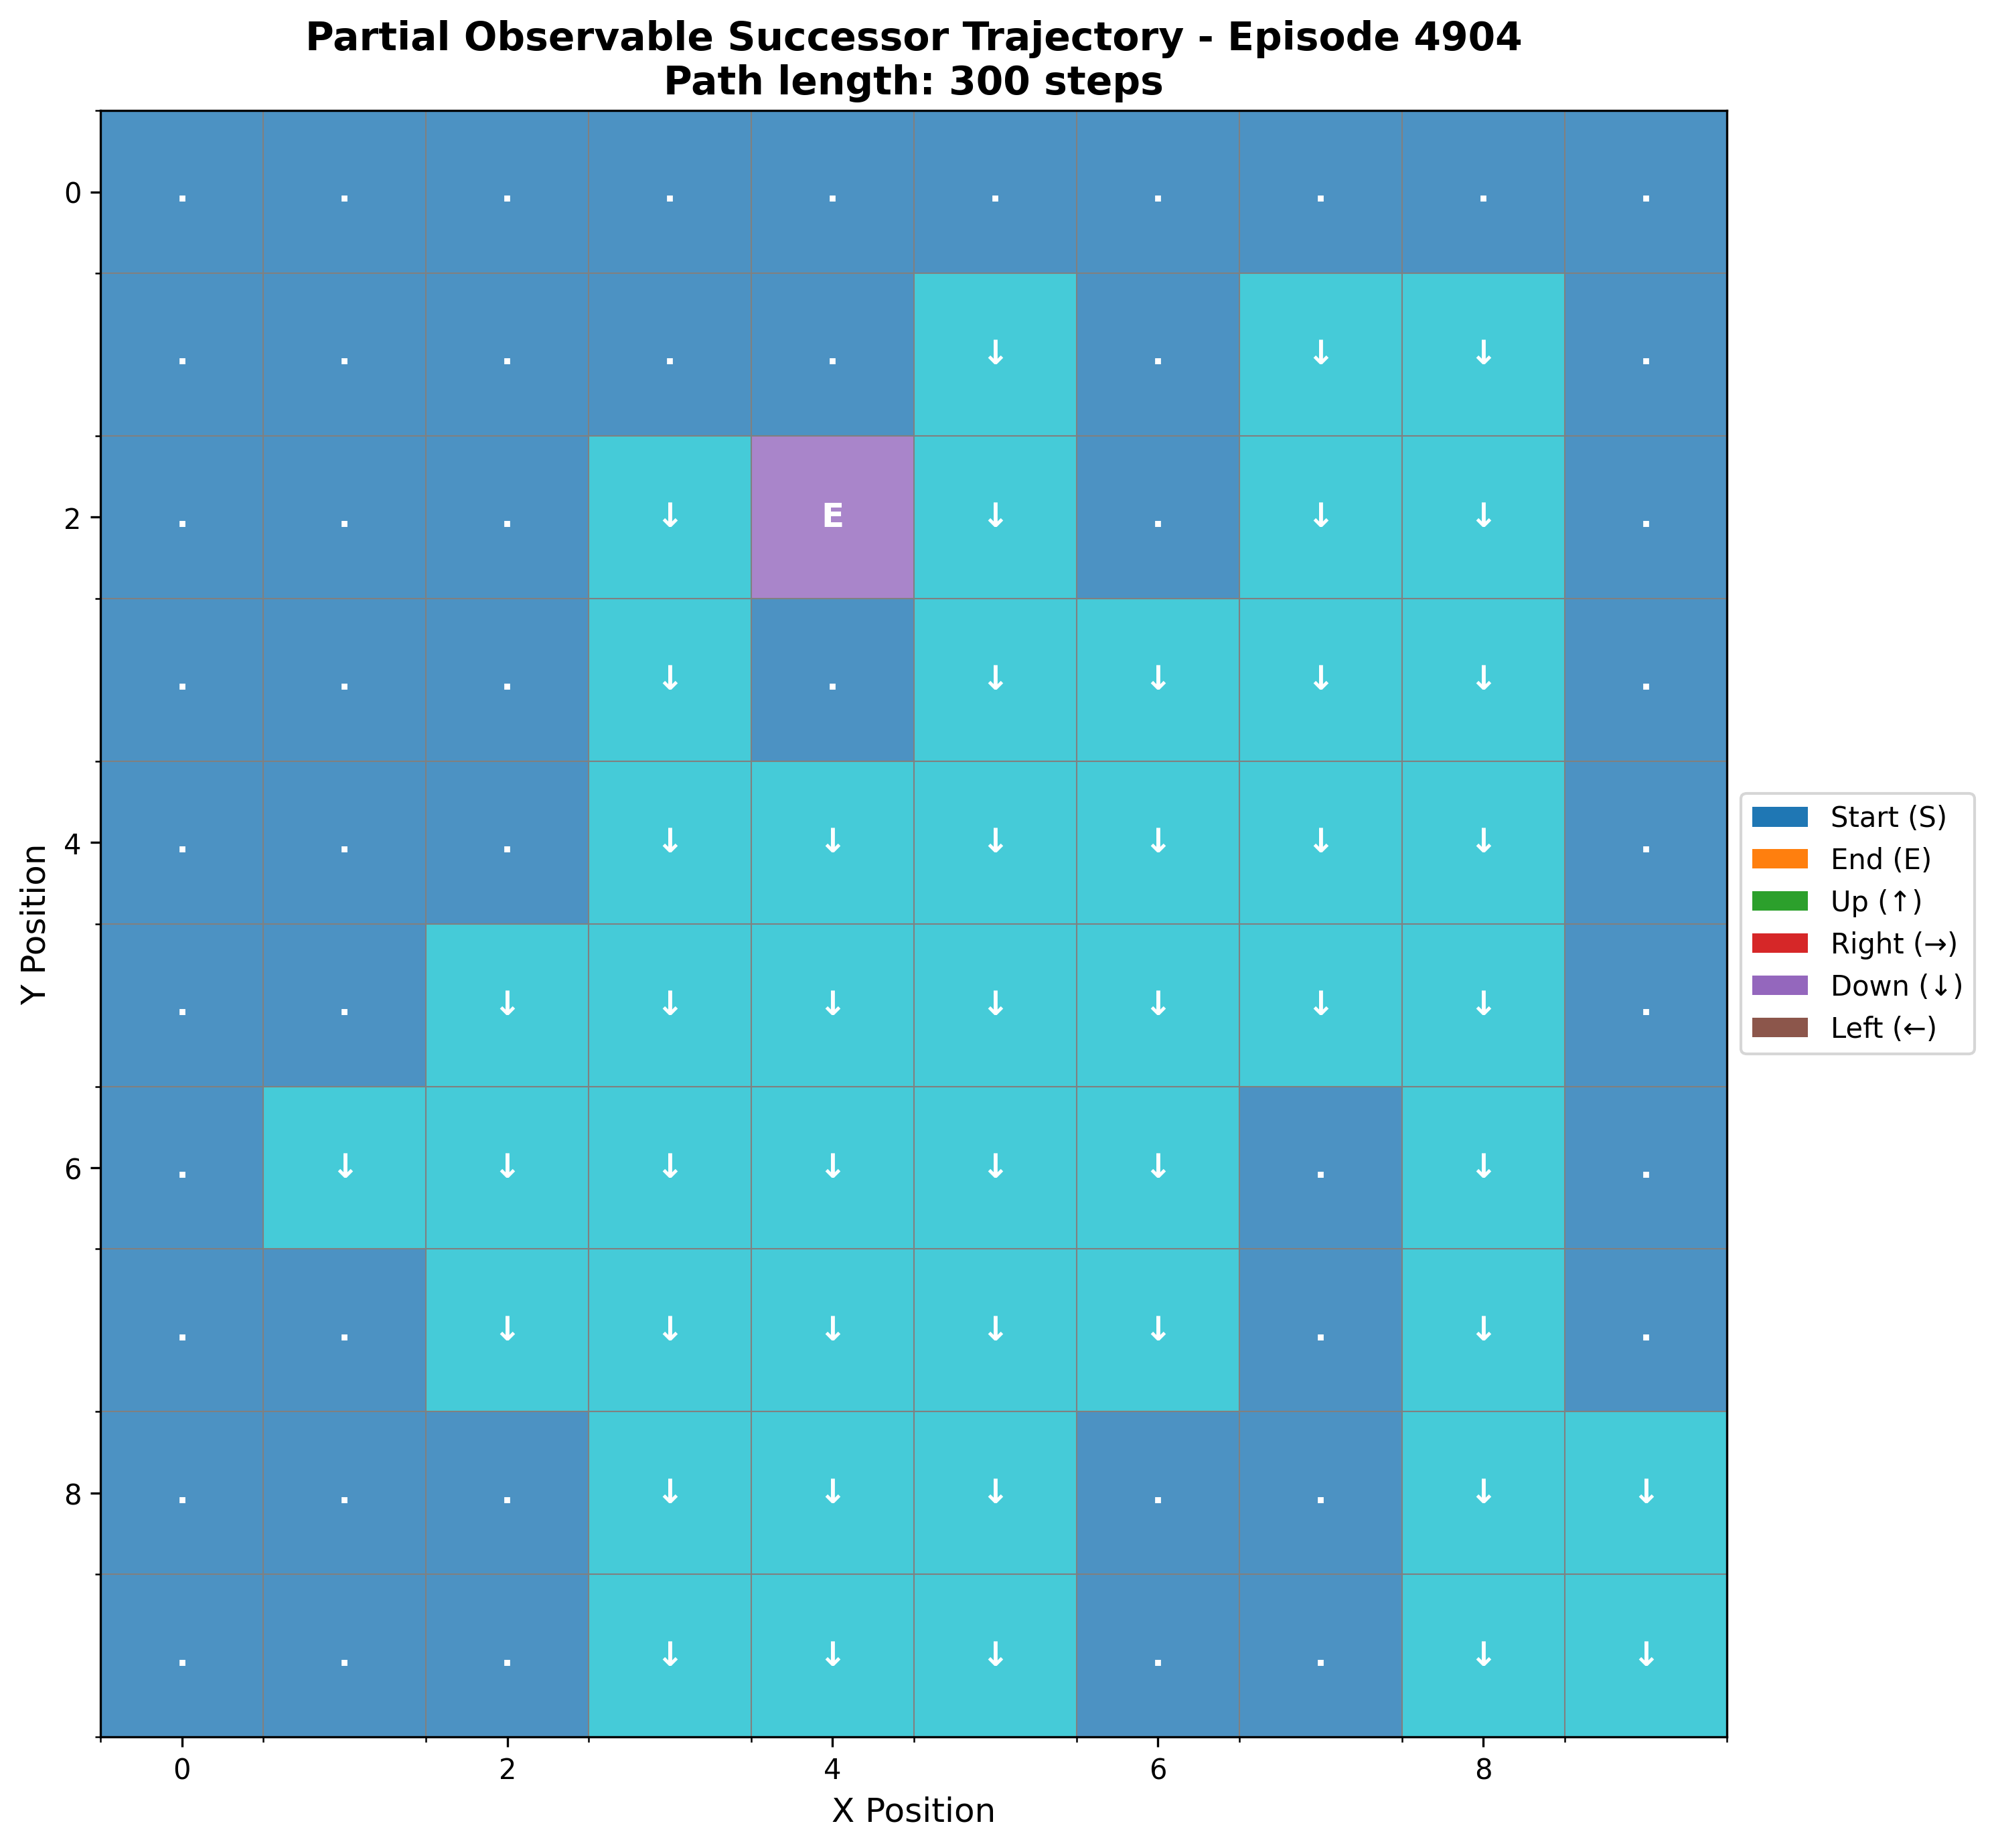 Partial Observable Successor Trajectory - Episode 4904
Path length: 300 steps
0 . . . . . . . . . .
. . . . . ↓ . ↓ ↓ .
2 . . . ↓ E ↓ . ↓ ↓ .
. . . ↓ . ↓ ↓ ↓ ↓ .
4 . . . ↓ ↓ ↓ ↓ ↓ ↓ .
. . ↓ ↓ ↓ ↓ ↓ ↓ ↓ .
6 . ↓ ↓ ↓ ↓ ↓ ↓ . ↓ .
. . ↓ ↓ ↓ ↓ ↓ . ↓ .
8 . . . ↓ ↓ ↓ . . ↓ ↓
. . . ↓ ↓ ↓ . . ↓ ↓
0 2 4 6 8
X Position
Y Position
Start (S)
End (E)
Up (↑)
Right (→)
Down (↓)
Left (←)